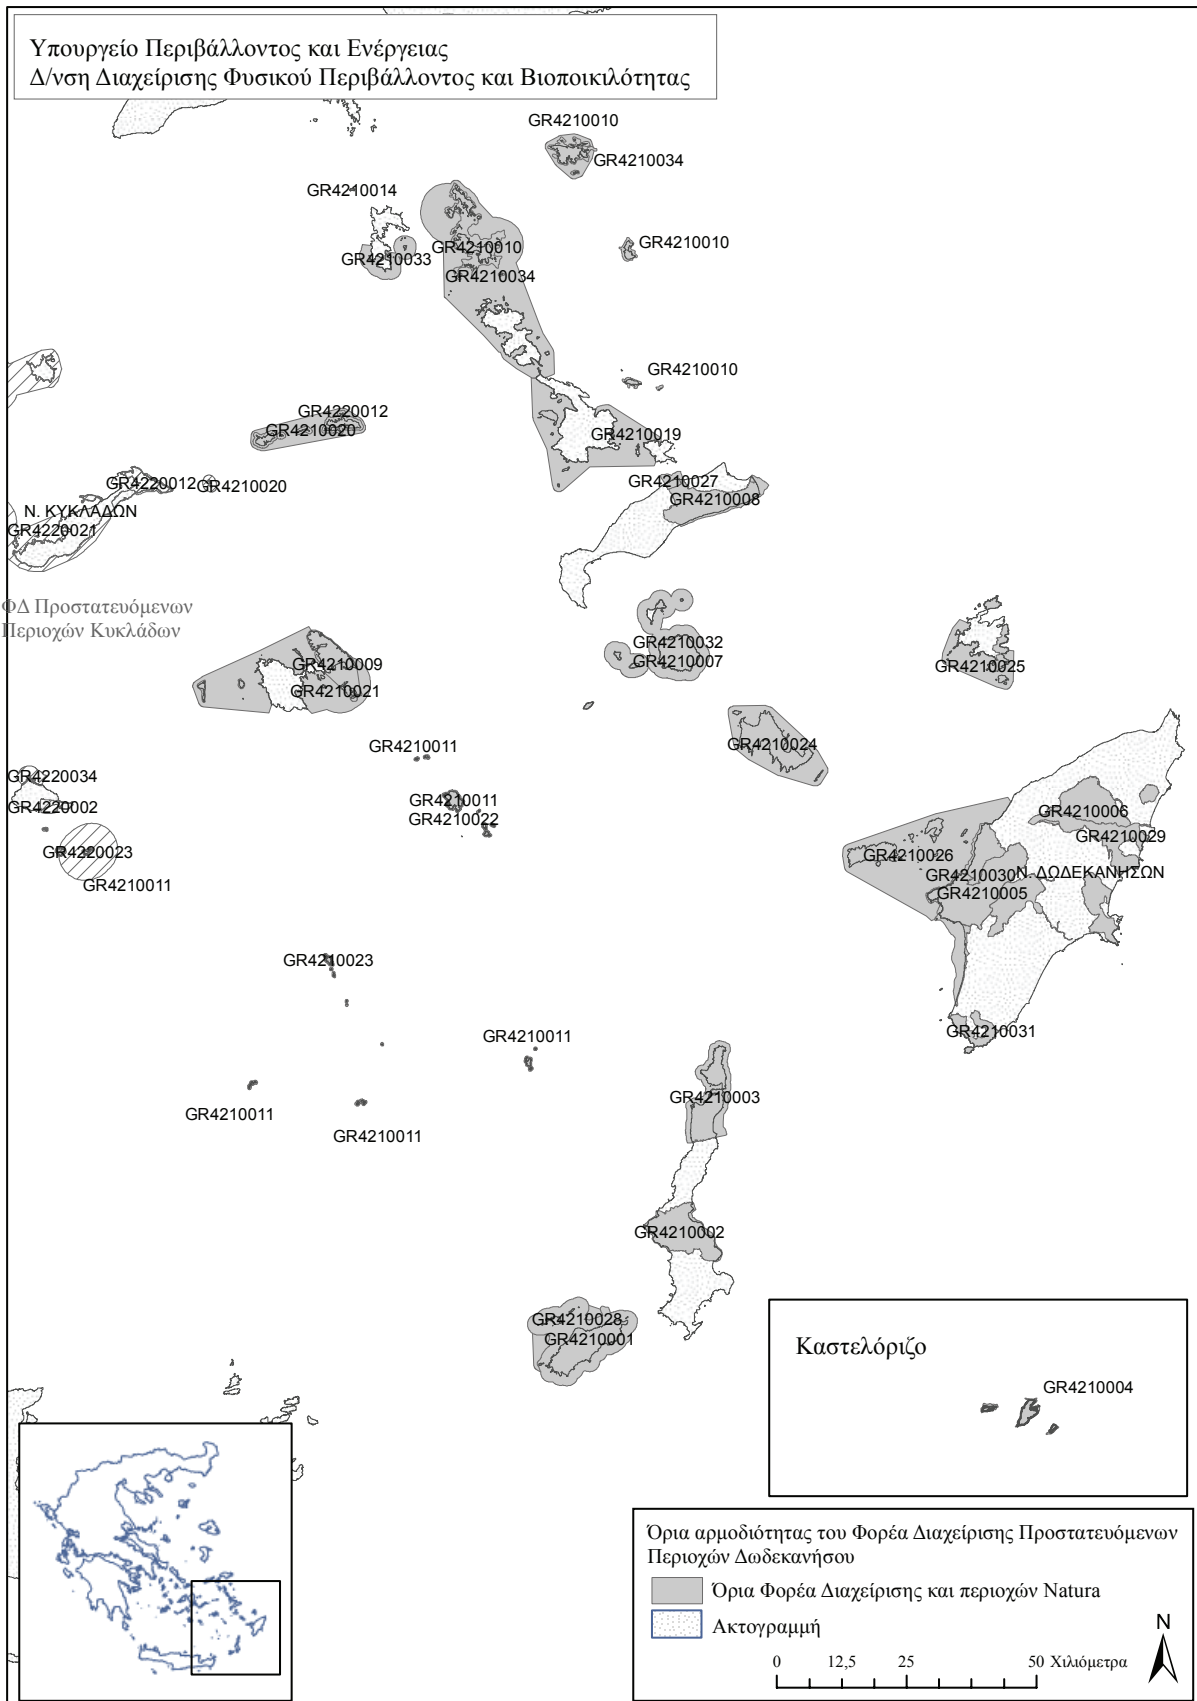 Υπουργείο Περιβάλλοντος και Ενέργειας
Δ/νση Διαχείρισης Φυσικού Περιβάλλοντος και Βιοποικιλότητας
GR4210010
GR4210034
GR4210014
GR4210010
GR4210010
GR4210033
GR4210034
GR4210010
GR4220012
GR4210020
GR4210019
GR4210027
GR4220012
GR4210020
GR4210008
Ν. ΚΥΚΛΑΔΩΝ
GR4220021
ΦΔ Προστατευόμενων
Περιοχών Κυκλάδων
GR4210032
GR4210007
GR4210009
GR4210021
GR4210025
GR4210011
GR4210024
GR4220034
GR4220002
GR4210011
GR4210022
GR4210006
GR4210029
GR4220023
GR4210011
GR4210026
GR4210030
Ν. ΔΩΔΕΚΑΝΗΣΩΝ
GR4210005
GR4210023
GR4210031
GR4210011
GR4210003
GR4210011
GR4210011
GR4210002
GR4210028
GR4210001
Καστελόριζο
GR4210004
Όρια αρμοδιότητας του Φορέα Διαχείρισης Προστατευόμενων
Περιοχών Δωδεκανήσου
Όρια Φορέα Διαχείρισης και περιοχών Natura
Ακτογραμμή
N
0 12,5 25 50 Χιλιόμετρα